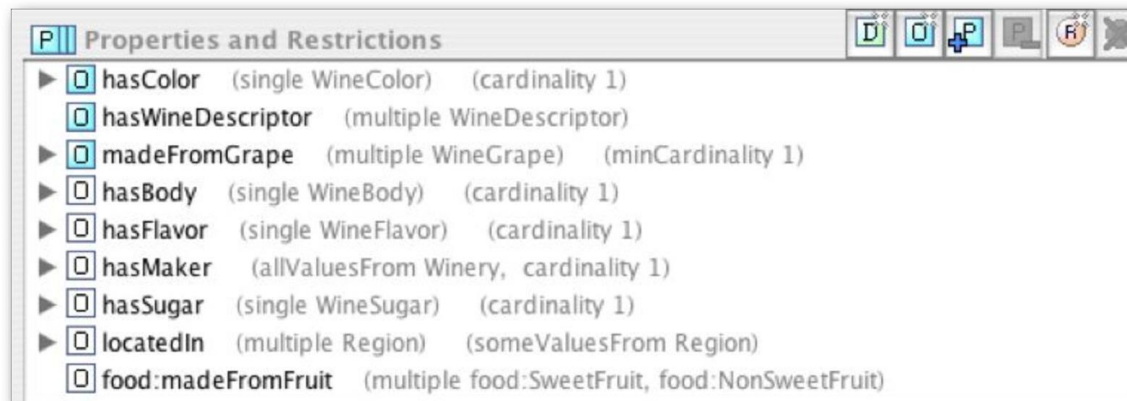 P Properties and Restrictions D O P P R
O hasColor (single WineColor) (cardinality 1)
O hasWineDescriptor (multiple WineDescriptor)
O madeFromGrape (multiple WineGrape) (minCardinality 1)
O hasBody (single WineBody) (cardinality 1)
O hasFlavor (single WineFlavor) (cardinality 1)
O hasMaker (allValuesFrom Winery, cardinality 1)
O hasSugar (single WineSugar) (cardinality 1)
O locatedIn (multiple Region) (someValuesFrom Region)
O food:madeFromFruit (multiple food:SweetFruit, food:NonSweetFruit)